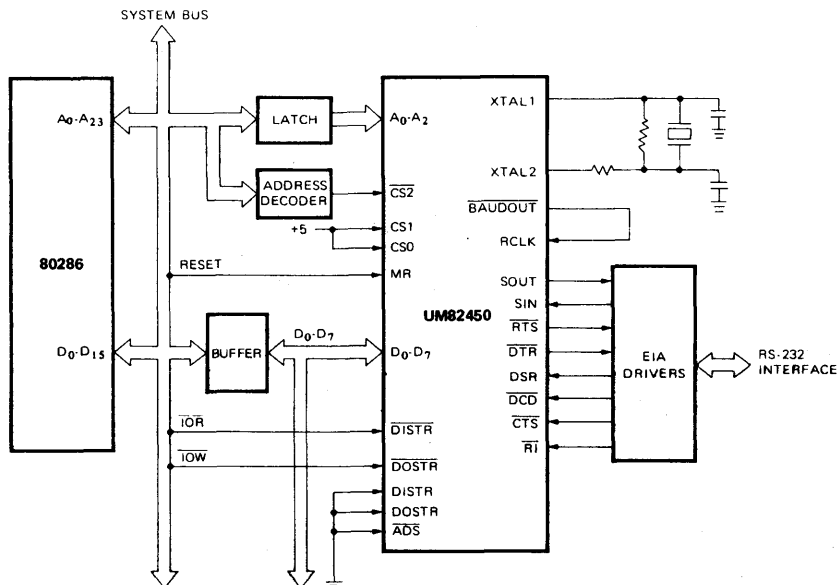 SYSTEM BUS
80286
A0-A23
D0-D15
LATCH
ADDRESS
DECODER
+5
RESET
BUFFER
D0-D7
IOR
IOW
UM82450
A0-A2
CS2
CS1
CS0
MR
D0-D7
DISTR
DOSTR
DISTR
DOSTR
ADS
XTAL1
XTAL2
BAUDOUT
RCLK
SOUT
SIN
RTS
DTR
DSR
DCD
CTS
RI
EIA
DRIVERS
RS-232
INTERFACE